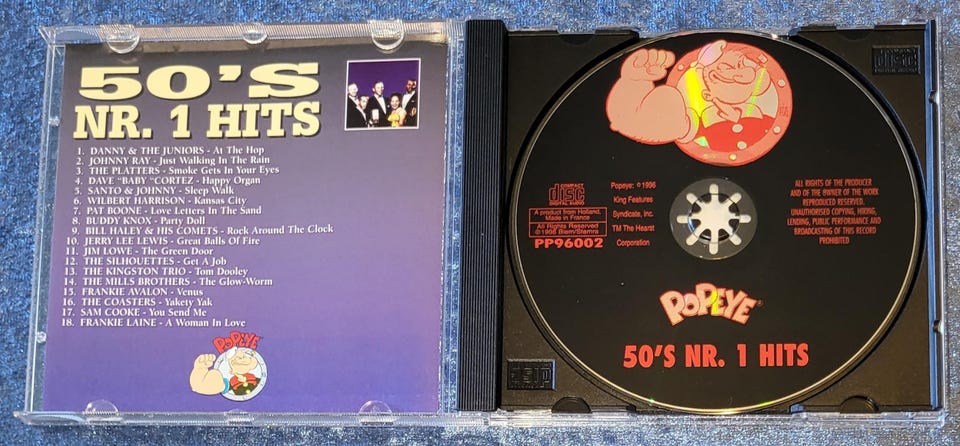 50'S
NR. 1 HITS
1. DANNY & THE JUNIORS - At The Hop
2. JOHNNY RAY - Just Walking In The Rain
3. THE PLATTERS - Smoke Gets In Your Eyes
4. DAVE "BABY "CORTEZ - Happy Organ
5. SANTO & JOHNNY - Sleep Walk
6. WILBERT HARRISON - Kansas City
7. PAT BOONE - Love Letters In The Sand
8. BUDDY KNOX - Party Doll
9. BILL HALEY & HIS COMETS - Rock Around The Clock
10. JERRY LEE LEWIS - Great Balls Of Fire
11. JIM LOWE - The Green Door
12. THE SILHOUETTES - Get A Job
13. THE KINGSTON TRIO - Tom Dooley
14. THE MILLS BROTHERS - The Glow-Worm
15. FRANKIE AVALON - Venus
16. THE COASTERS - Yakety Yak
17. SAM COOKE - You Send Me
18. FRANKIE LAINE - A Woman In Love
POPEYE
COMPACT
disc
DIGITAL AUDIO
A product from Holland,
Made in France
All Rights Reserved
Biem/Stemra
PP96002
Popeye: © 1996
King Features
Syndicate, Inc.
TM The Hearst
Corporation
ALL RIGHTS OF THE PRODUCER
AND OF THE OWNER OF THE WORK
REPRODUCED RESERVED.
UNAUTHORISED COPYING, HIRING,
LENDING, PUBLIC PERFORMANCE AND
BROADCASTING OF THIS RECORD
PROHIBITED
POPEYE®
50'S NR. 1 HITS
disc